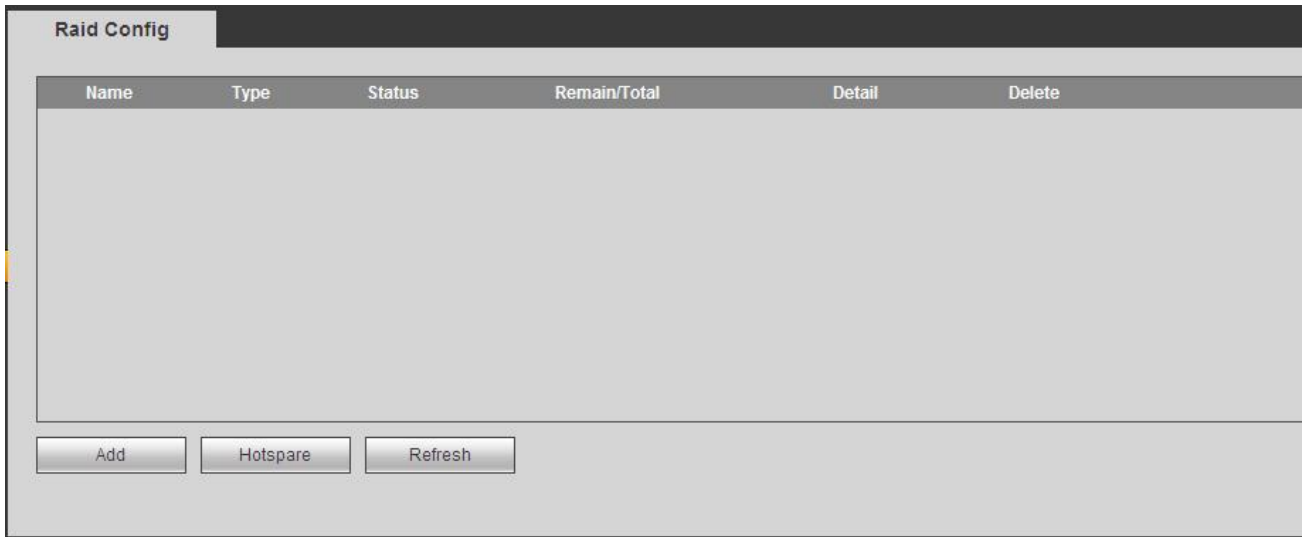 Raid Config
Name Type Status Remain/Total Detail Delete
Add Hotspare Refresh